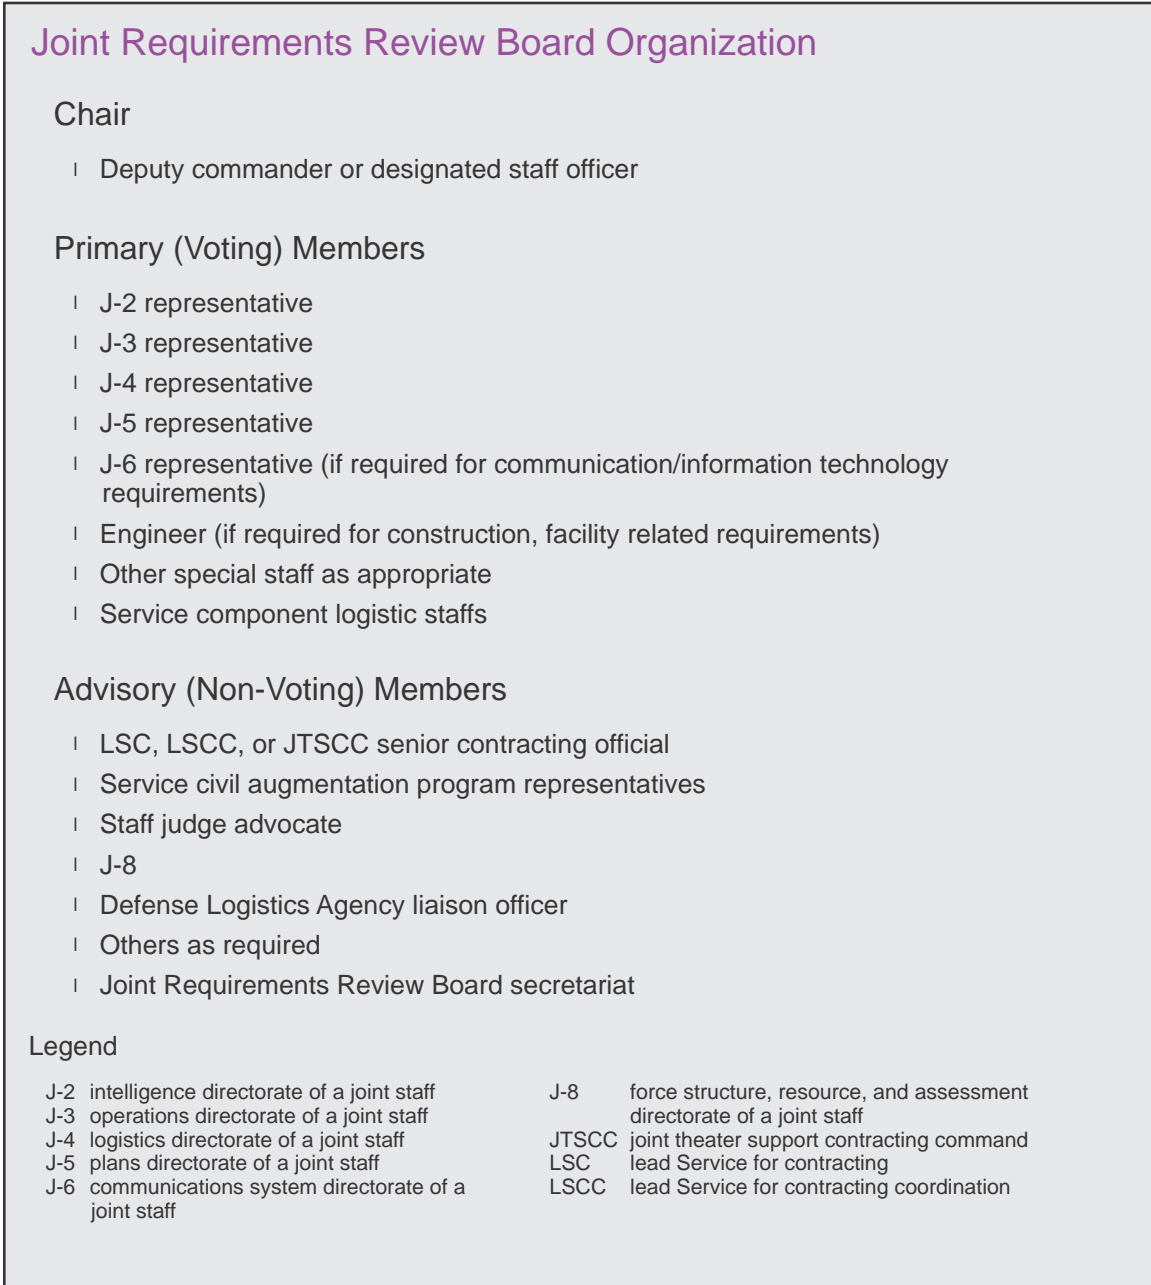 Joint Requirements Review Board Organization
Chair
l Deputy commander or designated staff officer
Primary (Voting) Members
l J-2 representative
l J-3 representative
l J-4 representative
l J-5 representative
l J-6 representative (if required for communication/information technology
requirements)
l Engineer (if required for construction, facility related requirements)
l Other special staff as appropriate
l Service component logistic staffs
Advisory (Non-Voting) Members
l LSC, LSCC, or JTSCC senior contracting official
l Service civil augmentation program representatives
l Staff judge advocate
l J-8
l Defense Logistics Agency liaison officer
l Others as required
l Joint Requirements Review Board secretariat
Legend
J-2 intelligence directorate of a joint staff
J-3 operations directorate of a joint staff
J-4 logistics directorate of a joint staff
J-5 plans directorate of a joint staff
J-6 communications system directorate of a
joint staff
J-8 force structure, resource, and assessment
directorate of a joint staff
JTSCC joint theater support contracting command
LSC lead Service for contracting
LSCC lead Service for contracting coordination